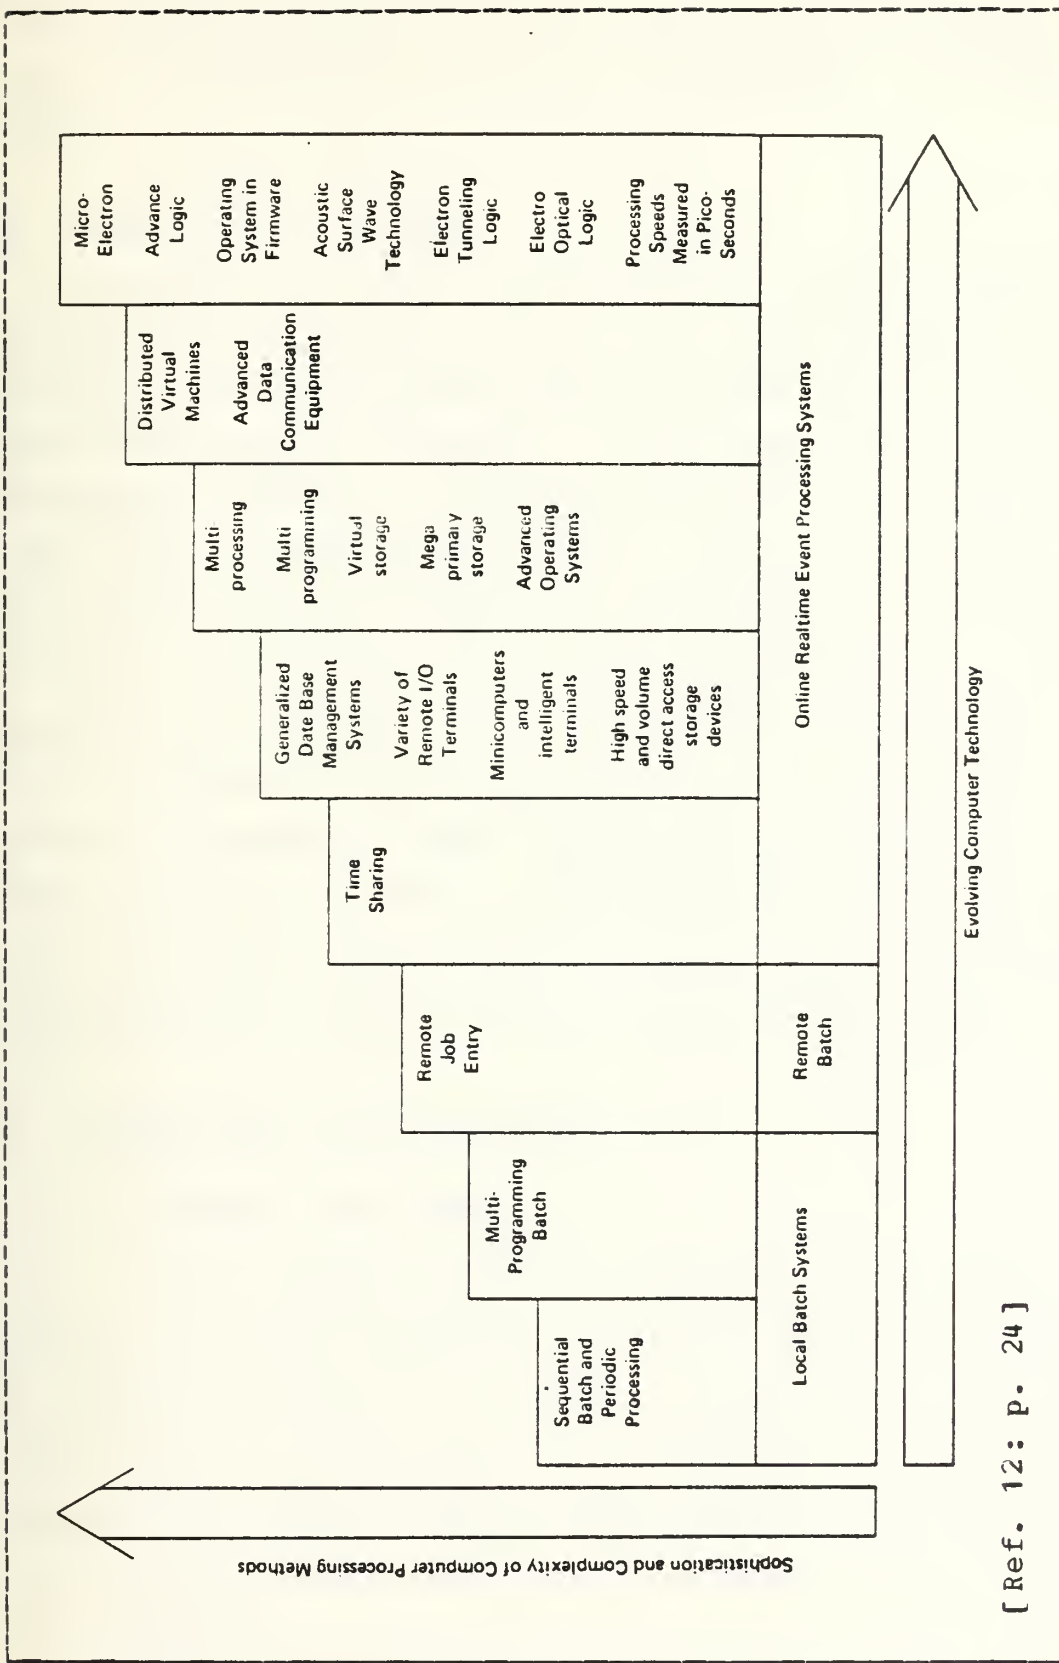 Sophistication and Complexity of Computer Processing Methods
Sequential
Batch and
Periodic
Processing
Multi-
Programming
Batch
Remote
Job
Entry
Time
Sharing
Generalized
Date Base
Management
Systems
Variety of
Remote I/O
Terminals
Minicomputers
and
intelligent
terminals
High speed
and volume
direct access
storage
devices
Multi
processing
Multi
programming
Virtual
storage
Mega
primary
storage
Advanced
Operating
Systems
Distributed
Virtual
Machines
Advanced
Data
Communication
Equipment
Micro-
Electron
Advance
Logic
Operating
System in
Firmware
Acoustic
Surface
Wave
Technology
Electron
Tunneling
Logic
Electro
Optical
Logic
Processing
Speeds
Measured
in Pico-
Seconds
Local Batch Systems
Remote
Batch
Online Realtime Event Processing Systems
Evolving Computer Technology
[Ref. 12: p. 24]